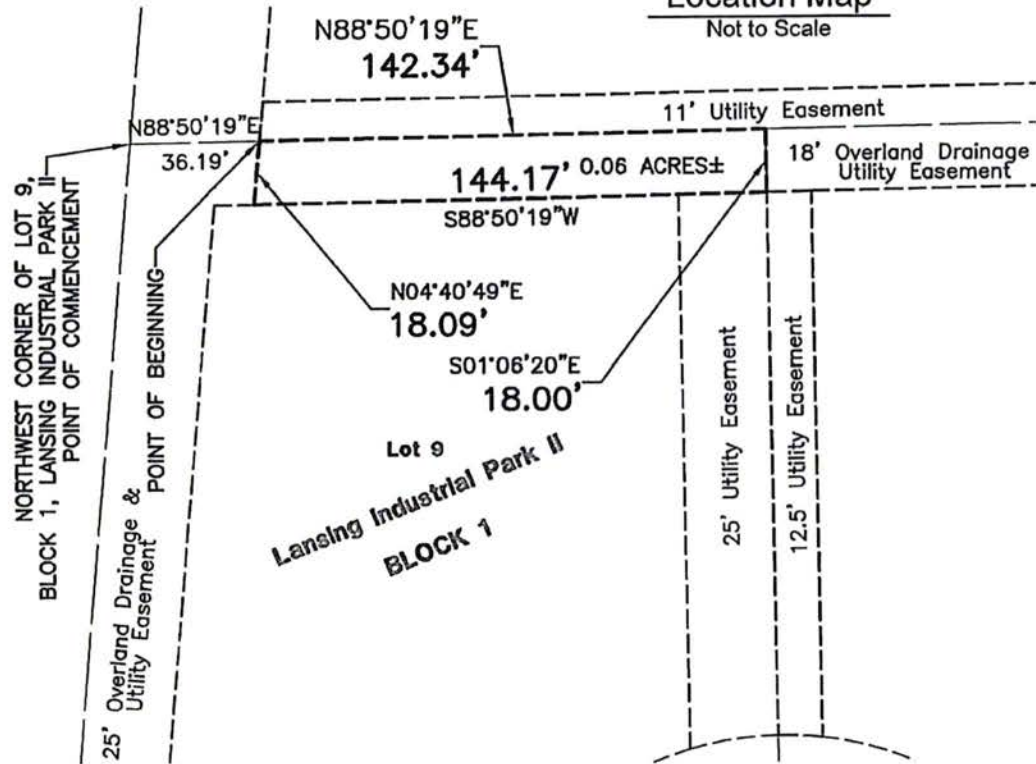 Location Map
Not to Scale
N88°50'19"E
142.34'
11' Utility Easement
N88°50'19"E
36.19'
144.17' 0.06 ACRES±
S88°50'19"W
18' Overland Drainage
Utility Easement
NORTHWEST CORNER OF LOT 9,
BLOCK 1, LANSING INDUSTRIAL PARK II
POINT OF COMMENCEMENT
POINT OF BEGINNING
N04°40'49"E
18.09'
S01°06'20"E
18.00'
Lot 9
Lansing Industrial Park II
BLOCK 1
25' Utility Easement
12.5' Utility Easement
25' Overland Drainage &
Utility Easement